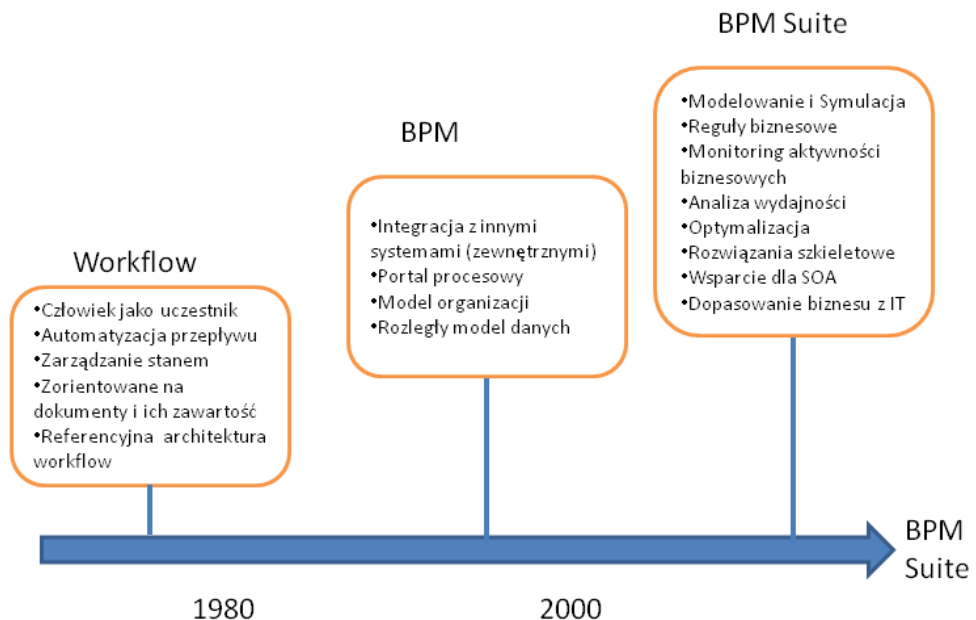 BPM Suite
•Modelowanie i Symulacja
•Reguły biznesowe
•Monitoring aktywności
biznesowych
•Analiza wydajności
•Optymalizacja
•Rozwiązania szkieletowe
•Wsparcie dla SOA
•Dopasowanie biznesu z IT
BPM
•Integracja z innymi
systemami (zewnętrznymi)
•Portal procesowy
•Model organizacji
•Rozległy model danych
Workflow
•Człowiek jako uczestnik
•Automatyzacja przepływu
•Zarządzanie stanem
•Zorientowane na
dokumenty i ich zawartość
•Referencyjna architektura
workflow
BPM
Suite
1980
2000